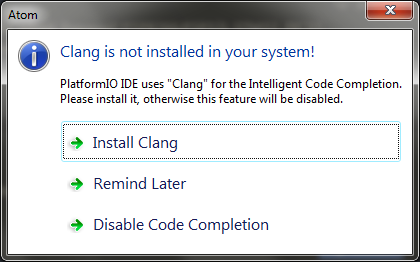 Atom
Clang is not installed in your system!
PlatformIO IDE uses "Clang" for the Intelligent Code Completion.
Please install it, otherwise this feature will be disabled.
Install Clang
Remind Later
Disable Code Completion